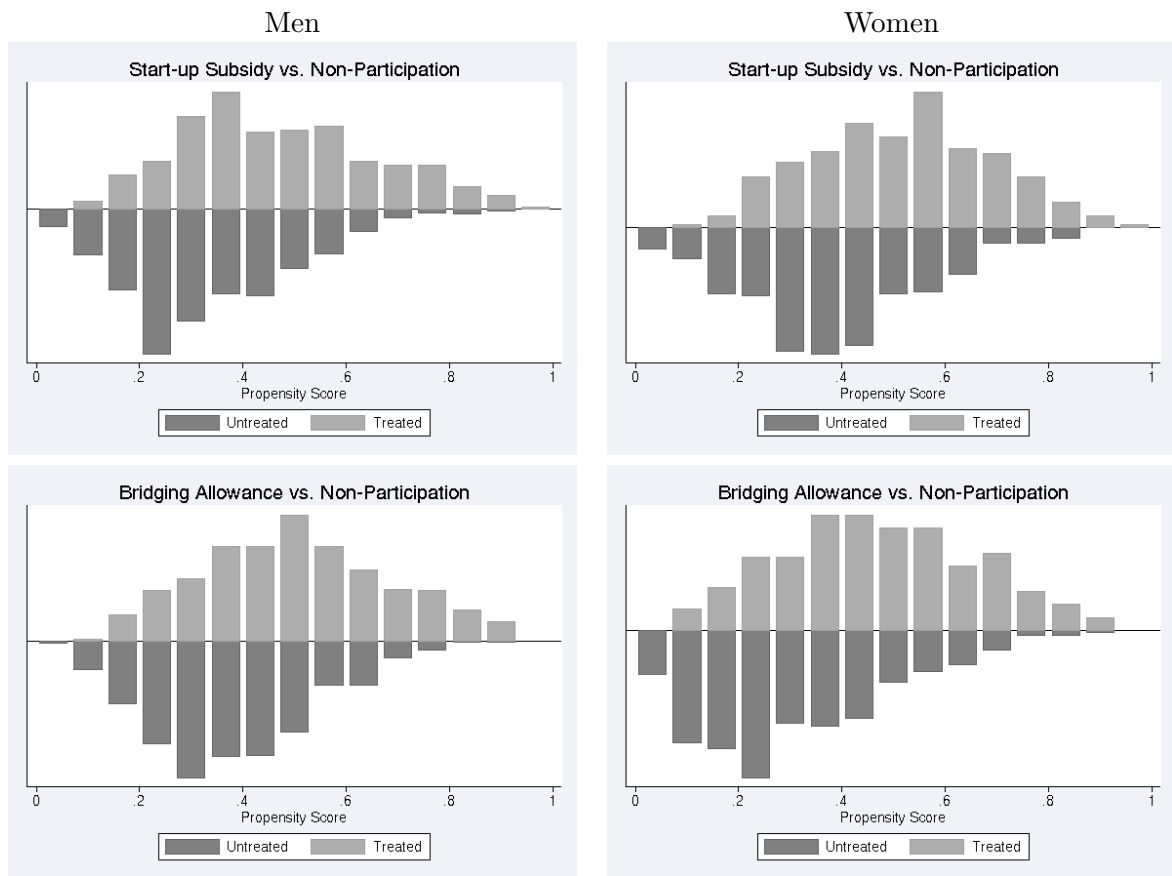 Men
Women
Start-up Subsidy vs. Non-Participation
0 .2 .4 .6 .8 1
Propensity Score
Untreated Treated
Start-up Subsidy vs. Non-Participation
0 .2 .4 .6 .8 1
Propensity Score
Untreated Treated
Bridging Allowance vs. Non-Participation
0 .2 .4 .6 .8 1
Propensity Score
Untreated Treated
Bridging Allowance vs. Non-Participation
0 .2 .4 .6 .8 1
Propensity Score
Untreated Treated